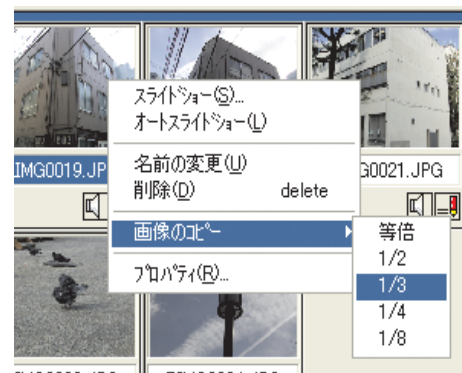 スライドショー(S)...
オートスライドショー(L)
名前の変更(U)
IMG0019.JP
G0021.JPG
削除(D) delete
画像のコピー
等倍
1/2
プロパティ(R)...
1/3
1/4
1/8